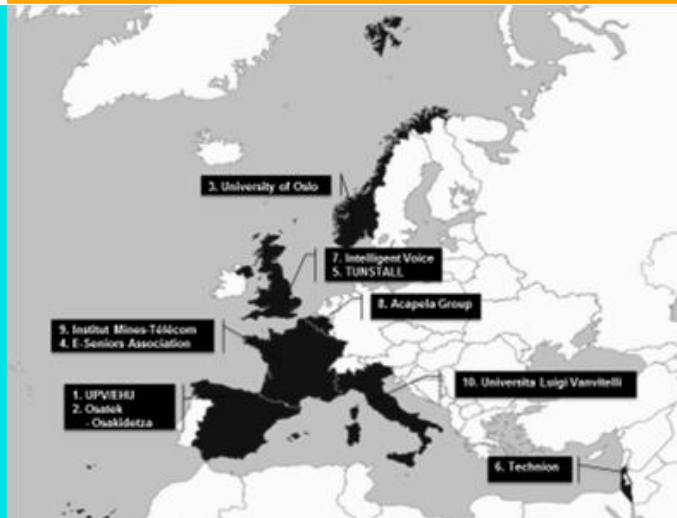 3. University of Oslo
7. Intelligent Voice
5. TUNSTALL
8. Acapela Group
9. Institut Mines-Télécom
4. E-Seniors Association
1. UPV/EHU
2. Osatek
- Osakidetza
10. Universita Luigi Vanvitelli
6. Technion